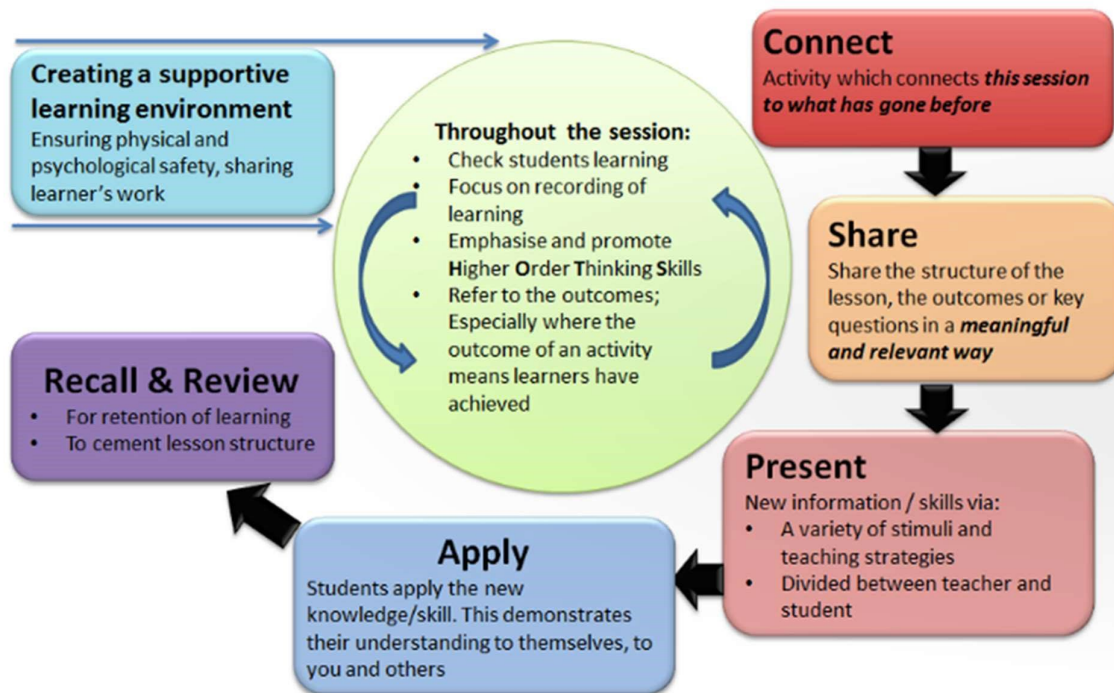 Creating a supportive
learning environment
Ensuring physical and
psychological safety, sharing
learner's work
Throughout the session:
• Check students learning
• Focus on recording of
learning
• Emphasise and promote
Higher Order Thinking Skills
• Refer to the outcomes;
Especially where the
outcome of an activity
means learners have
achieved
Connect
Activity which connects this session
to what has gone before
Share
Share the structure of the
lesson, the outcomes or key
questions in a meaningful
and relevant way
Present
New information / skills via:
• A variety of stimuli and
teaching strategies
• Divided between teacher and
student
Apply
Students apply the new
knowledge/skill. This demonstrates
their understanding to themselves, to
you and others
Recall & Review
• For retention of learning
• To cement lesson structure